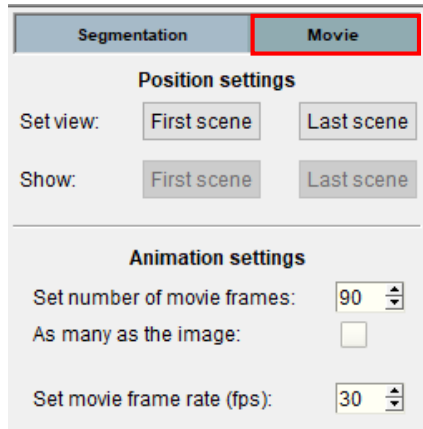 Segmentation Movie
Position settings
Set view: First scene Last scene
Show: First scene Last scene
Animation settings
Set number of movie frames: 90
As many as the image:
Set movie frame rate (fps): 30